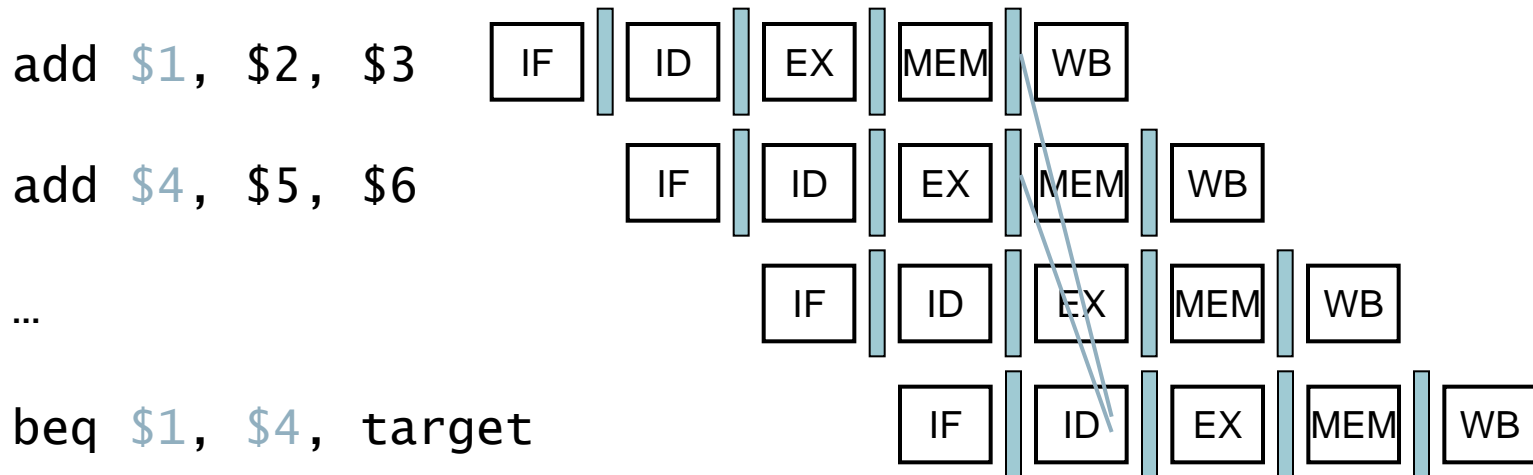 add $1, $2, $3 IF ID EX MEM WB
add $4, $5, $6 IF ID EX MEM WB
… IF ID EX MEM WB
beq $1, $4, target IF ID EX MEM WB